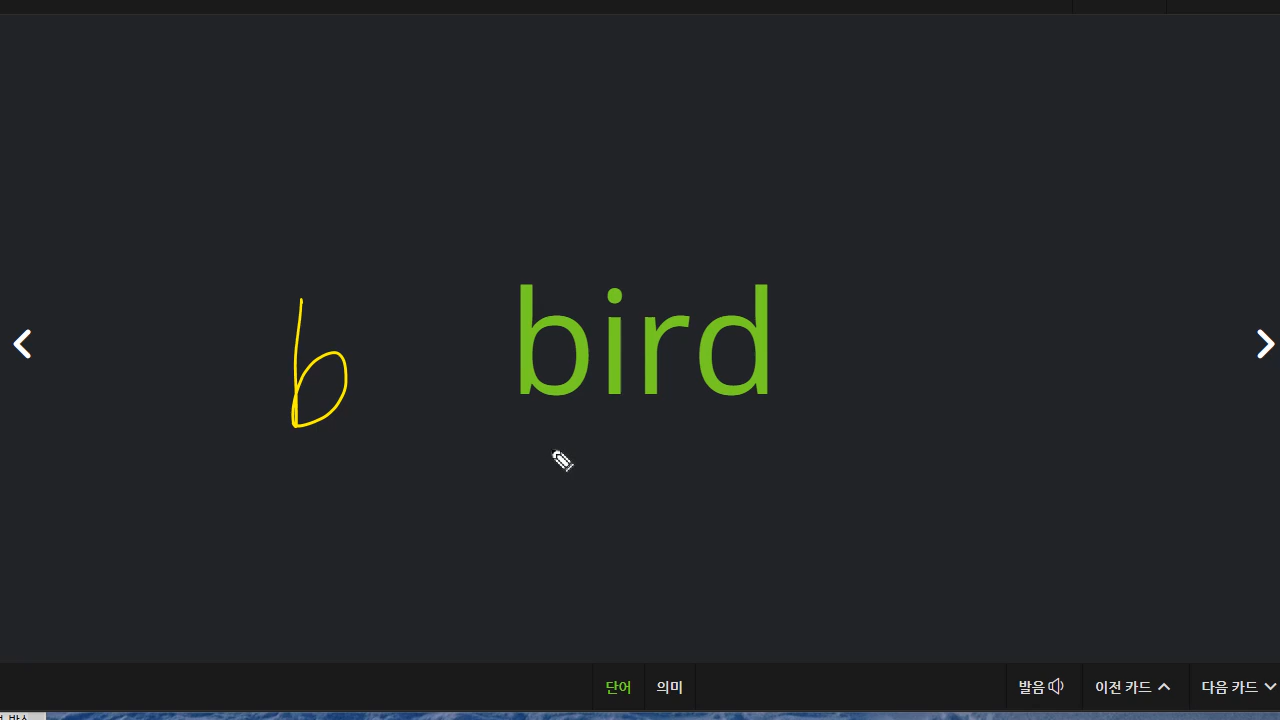 b bird
단어 의미 발음 이전 카드 다음 카드